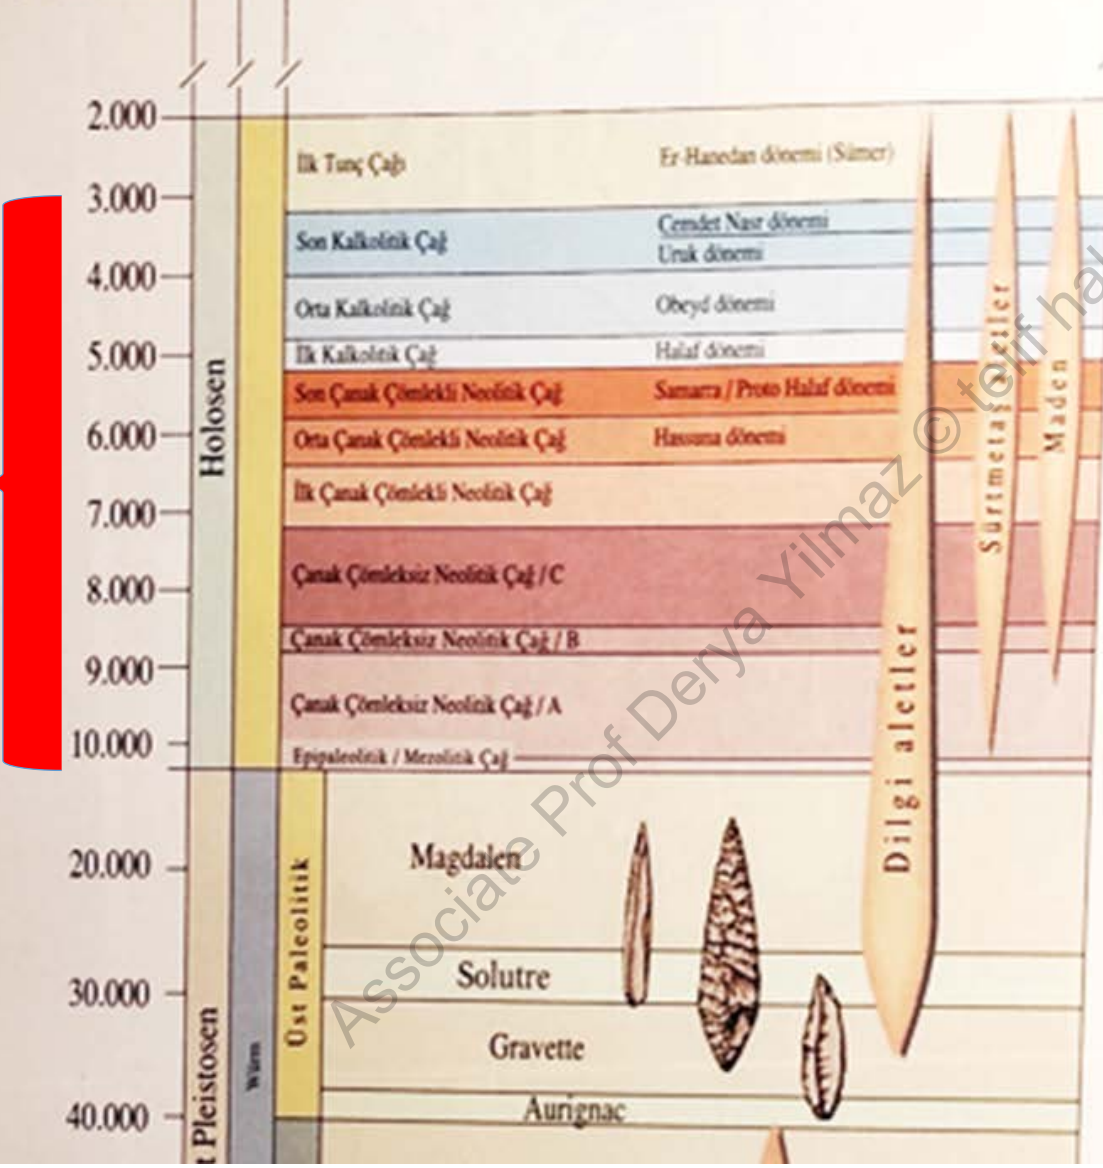 2.000
İlk Tunç Çağı
Er-Hanedan dönemi (Sümer)
3.000
Son Kalkolitik Çağ
Cemdet Nasr dönemi
Uruk dönemi
4.000
Orta Kalkolitik Çağ
Obeyd dönemi
5.000
İlk Kalkolitik Çağ
Halaf dönemi
Son Çanak Çömlekli Neolitik Çağ
Samarra / Proto Halaf dönemi
6.000
Orta Çanak Çömlekli Neolitik Çağ
Hassuna dönemi
İlk Çanak Çömlekli Neolitik Çağ
7.000
Çanak Çömleksiz Neolitik Çağ / C
8.000
Çanak Çömleksiz Neolitik Çağ / B
9.000
Çanak Çömleksiz Neolitik Çağ / A
10.000
Epipaleolitik / Mezolitik Çağ
Holosen
Dilgi aletler
Sürtmetaş aletler
Maden
20.000
Magdalen
30.000
Solutre
Gravette
40.000
Aurignac
Üst Paleolitik
Würm
t Pleistosen
Associate Prof Derya Yilmaz © telif hak